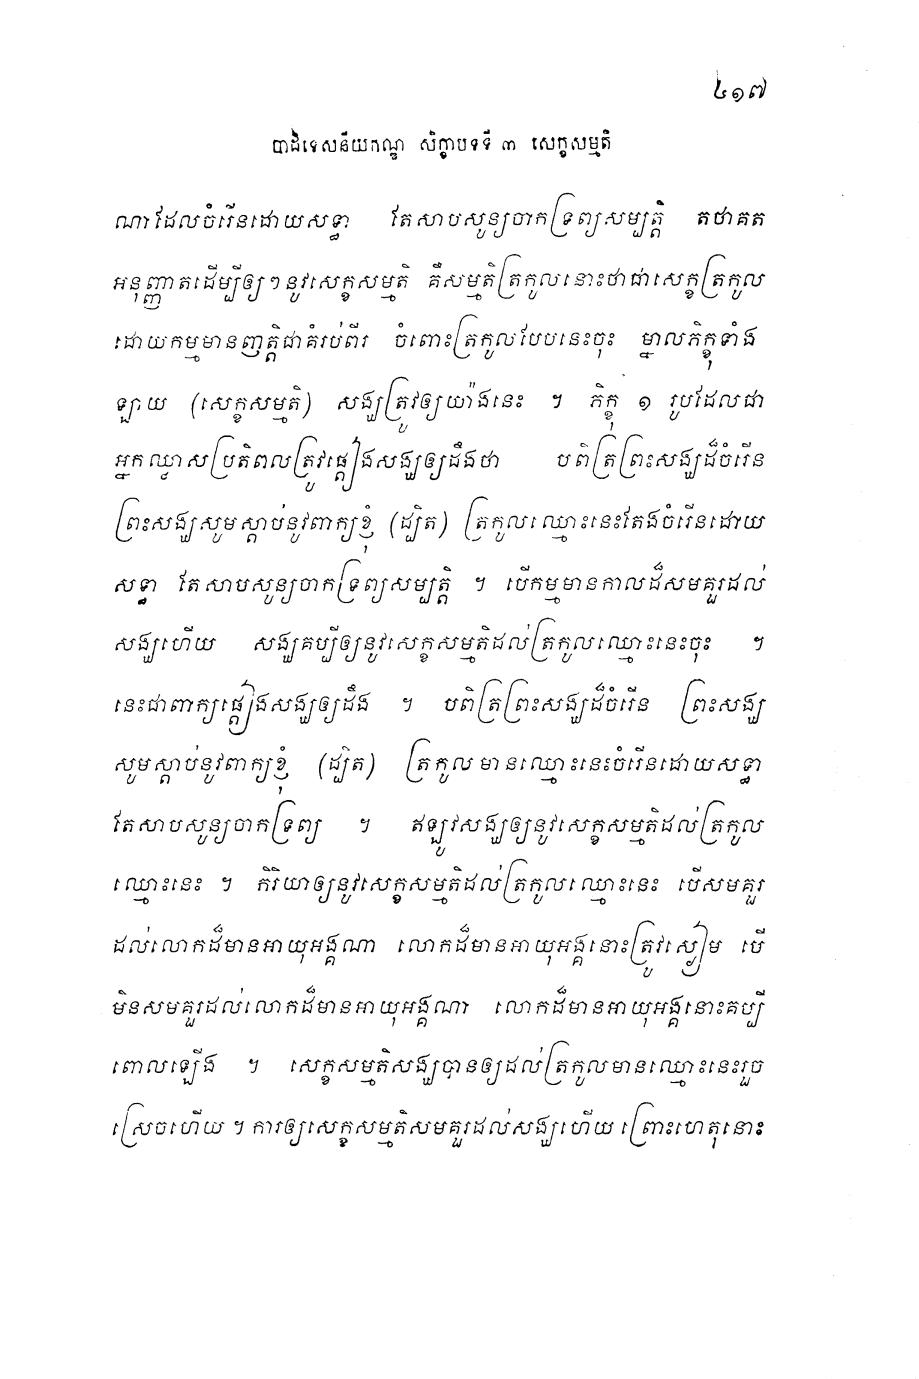 ៤១៧
បាដិទេសនីយកណ្ឌ សិក្ខាបទទី ៣ សេក្ខសម្មតិ
ណាដែលចំរើនដោយសទ្ធា តែសាបសូន្យចាកទ្រព្យសម្បត្តិ តថាគត
អនុញ្ញាតដើម្បីឲ្យៗនូវសេក្ខសម្មតិ គឺសម្មតិត្រកូលនោះថាជាសេក្ខត្រកូល
ដោយកម្មមានញត្តិជាគំរប់ពីរ ចំពោះត្រកូលបែបនេះចុះ ម្នាលភិក្ខុទាំង
ឡាយ (សេក្ខសម្មតិ) សង្ឃត្រូវឲ្យយ៉ាងនេះ ។ ភិក្ខុ ១ រូបដែលជា
អ្នកឈ្លាសប្រតិពលត្រូវផ្តៀងសង្ឃឲ្យដឹងថា បពិត្រព្រះសង្ឃដ៏ចំរើន
ព្រះសង្ឃសូមស្តាប់នូវពាក្យខ្ញុំ (ដ្បិត) ត្រកូលឈ្មោះនេះតែងចំរើនដោយ
សទ្ធា តែសាបសូន្យចាកទ្រព្យសម្បត្តិ ។ បើកម្មមានកាលដ៏សមគួរដល់
សង្ឃហើយ សង្ឃគប្បីឲ្យនូវសេក្ខសម្មតិដល់ត្រកូលឈ្មោះនេះចុះ ។
នេះជាពាក្យផ្តៀងសង្ឃឲ្យដឹង ។ បពិត្រព្រះសង្ឃដ៏ចំរើន ព្រះសង្ឃ
សូមស្តាប់នូវពាក្យខ្ញុំ (ដ្បិត) ត្រកូលមានឈ្មោះនេះចំរើនដោយសទ្ធា
តែសាបសូន្យចាកទ្រព្យ ។ ឥឡូវសង្ឃឲ្យនូវសេក្ខសម្មតិដល់ត្រកូល
ឈ្មោះនេះ ។ កិរិយាឲ្យនូវសេក្ខសម្មតិដល់ត្រកូលឈ្មោះនេះ បើសមគួរ
ដល់លោកដ៏មានអាយុអង្គណា លោកដ៏មានអាយុអង្គនោះត្រូវស្ងៀម បើ
មិនសមគួរដល់លោកដ៏មានអាយុអង្គណា លោកដ៏មានអាយុអង្គនោះគប្បី
ពោលឡើង ។ សេក្ខសម្មតិសង្ឃបានឲ្យដល់ត្រកូលមានឈ្មោះនេះរួច
ស្រេចហើយ ។ ការឲ្យសេក្ខសម្មតិសមគួរដល់សង្ឃហើយ ព្រោះហេតុនោះ